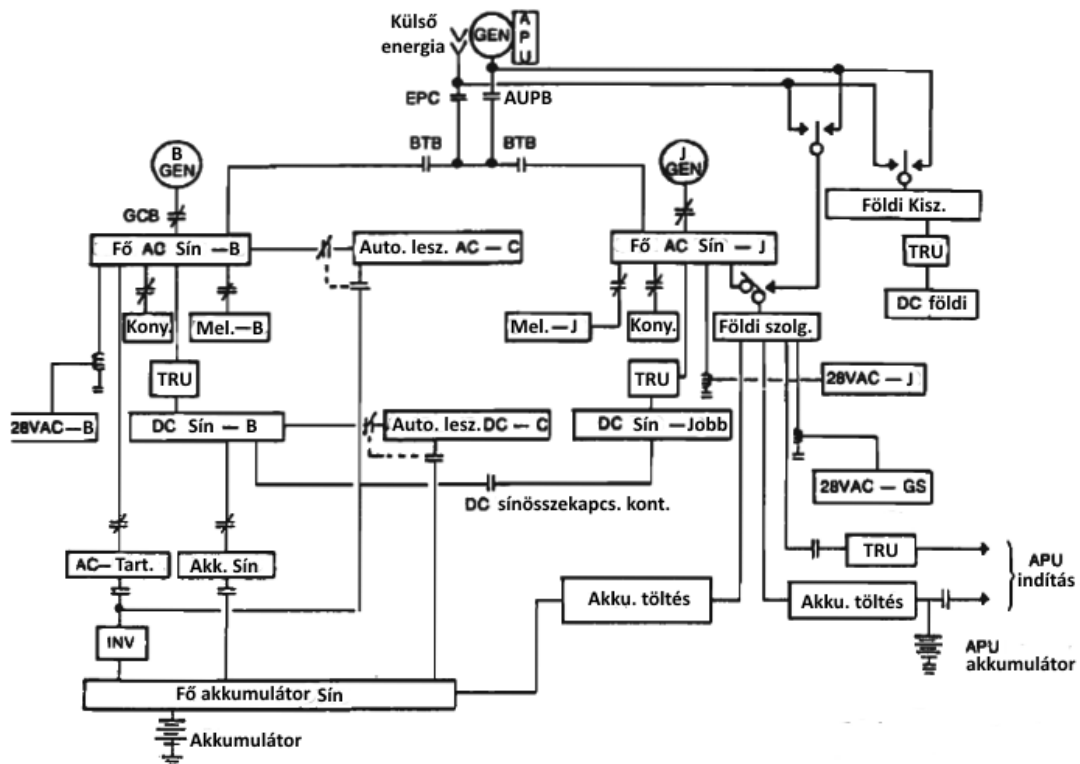 Külső
energia
GEN
A
P
U
EPC
AUPB
BTB
BTB
B
GEN
J
GEN
GCB
Fő AC Sín —B
Auto. lesz. AC — C
Fő AC Sín — J
Földi Kisz.
TRU
DC földi
Kony.
Mel.—B
Mel. — J
Kony.
Földi szolg.
TRU
TRU
28VAC — J
28VAC—B
DC Sín — B
Auto. lesz. DC — C
DC Sín —Jobb
28VAC — GS
DC sínösszekapcs. kont.
AC— Tart.
Akk. Sín
TRU
APU
indítás
Akku. töltés
Akku. töltés
INV
APU
akkumulátor
Fő akkumulátor Sín
Akkumulátor